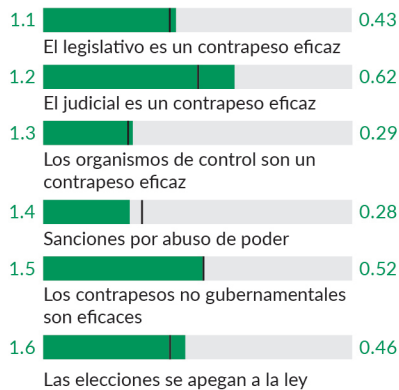 1.1 0.43
El legislativo es un contrapeso eficaz
1.2 0.62
El judicial es un contrapeso eficaz
1.3 0.29
Los organismos de control son un
contrapeso eficaz
1.4 0.28
Sanciones por abuso de poder
1.5 0.52
Los contrapesos no gubernamentales
son eficaces
1.6 0.46
Las elecciones se apegan a la ley